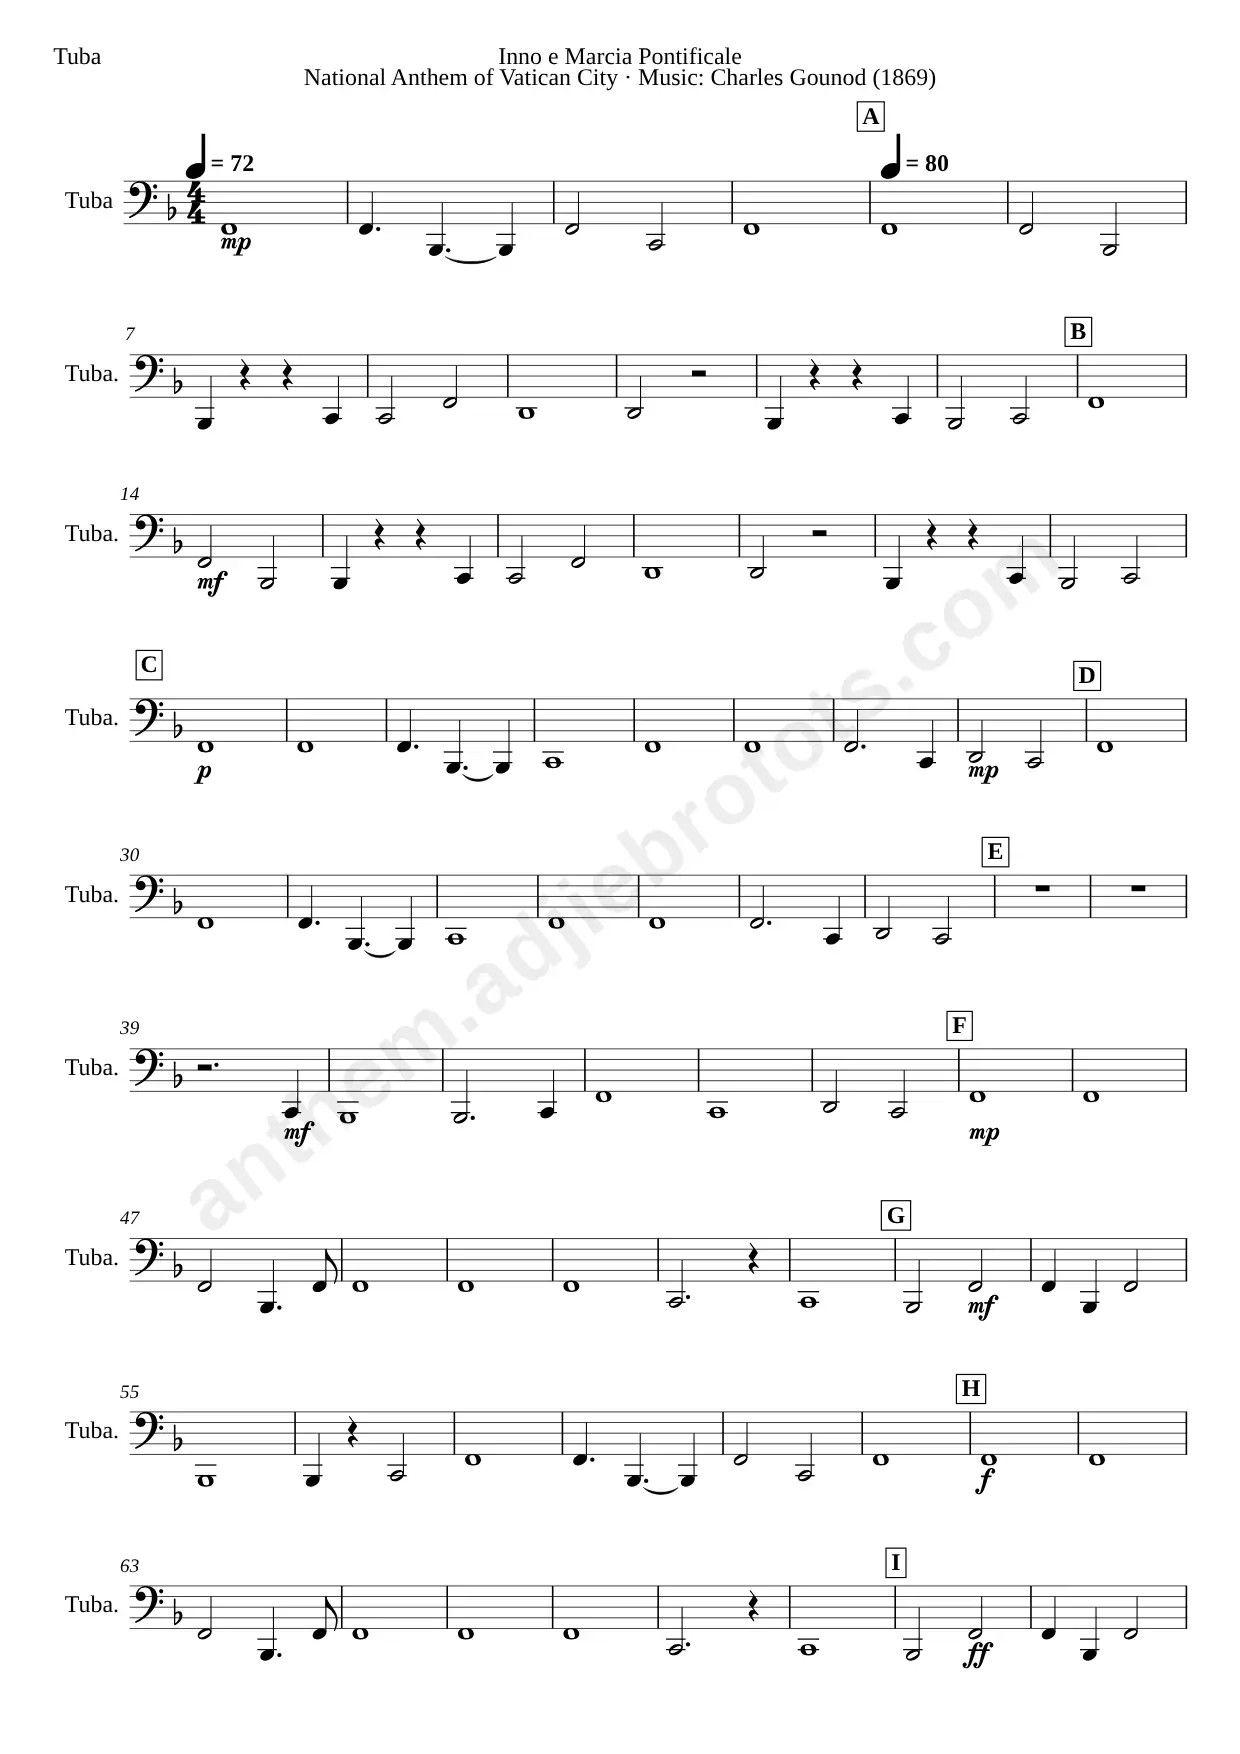 Tuba
Inno e Marcia Pontificale
National Anthem of Vatican City · Music: Charles Gounod (1869)
A
= 72
= 80
Tuba
4
4
mp
7
B
Tuba.
14
Tuba.
mf
C
D
Tuba.
p
mp
30
E
Tuba.
39
F
Tuba.
mf
mp
47
G
Tuba.
mf
55
H
Tuba.
f
63
I
Tuba.
ff
anthem.adjiebrotots.com